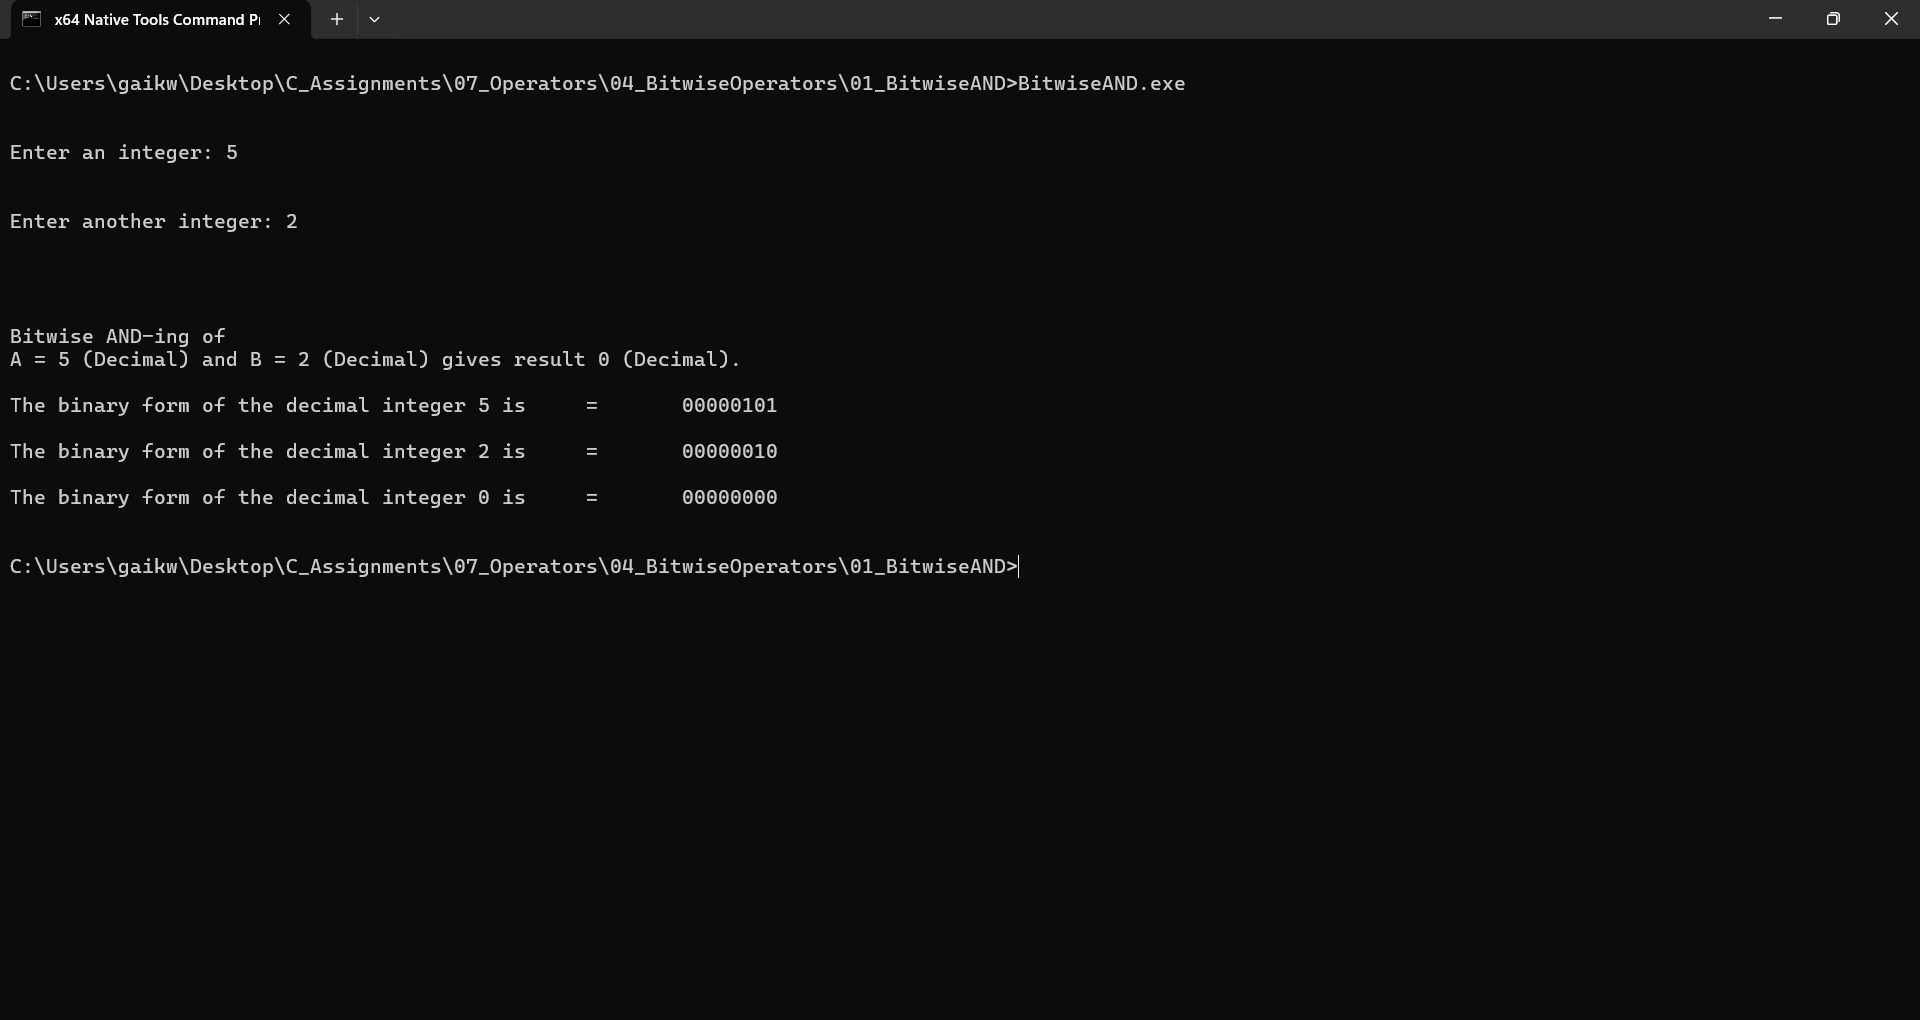 x64 Native Tools Command Pr
C:\Users\gaikw\Desktop\C_Assignments\07_Operators\04_BitwiseOperators\01_BitwiseAND>BitwiseAND.exe
Enter an integer: 5
Enter another integer: 2
Bitwise AND-ing of
A = 5 (Decimal) and B = 2 (Decimal) gives result 0 (Decimal).
The binary form of the decimal integer 5 is     =       00000101
The binary form of the decimal integer 2 is     =       00000010
The binary form of the decimal integer 0 is     =       00000000
C:\Users\gaikw\Desktop\C_Assignments\07_Operators\04_BitwiseOperators\01_BitwiseAND>